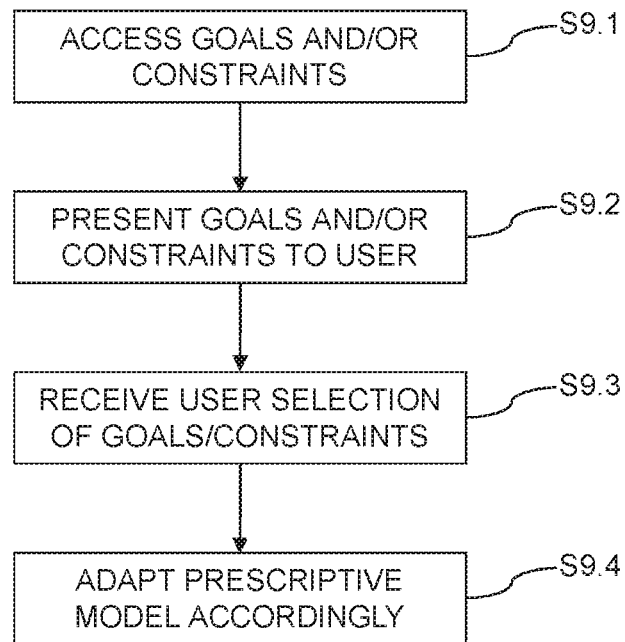 ACCESS GOALS AND/OR
CONSTRAINTS
S9.1
PRESENT GOALS AND/OR
CONSTRAINTS TO USER
S9.2
RECEIVE USER SELECTION
OF GOALS/CONSTRAINTS
S9.3
ADAPT PRESCRIPTIVE
MODEL ACCORDINGLY
S9.4